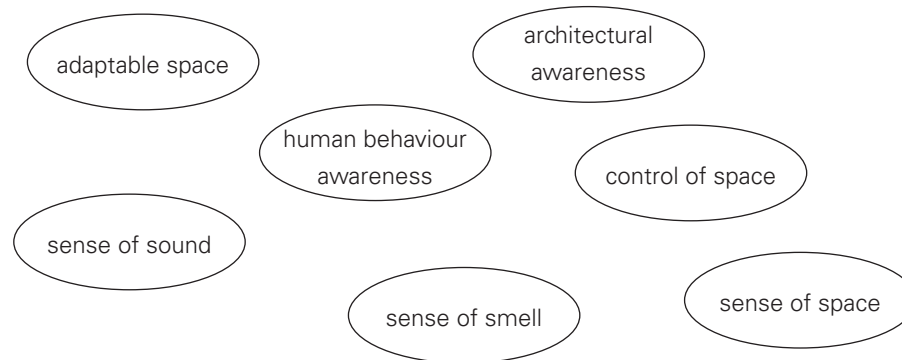 adaptable space
architectural
awareness
human behaviour
awareness
control of space
sense of sound
sense of smell
sense of space